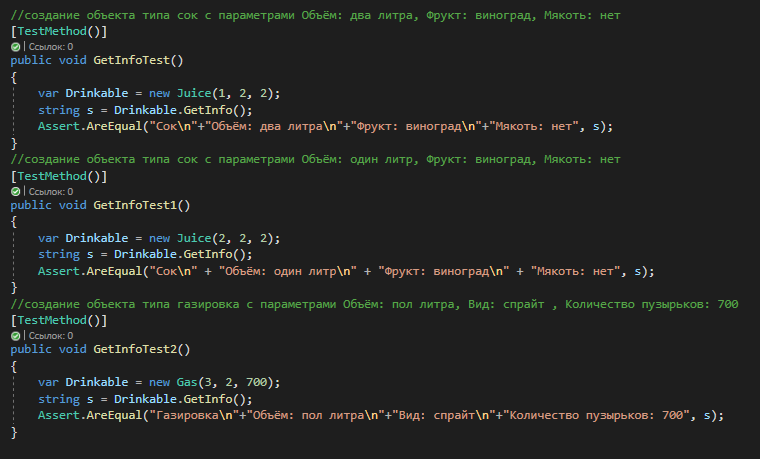 //создание объекта типа сок с параметрами Объём: два литра, Фрукт: виноград, Мякоть: нет
[TestMethod()]
| Ссылок: 0
public void GetInfoTest()
{
var Drinkable = new Juice(1, 2, 2);
string s = Drinkable.GetInfo();
Assert.AreEqual("Сок\n"+"Объём: два литра\n"+"Фрукт: виноград\n"+"Мякоть: нет", s);
}
//создание объекта типа сок с параметрами Объём: один литр, Фрукт: виноград, Мякоть: нет
[TestMethod()]
| Ссылок: 0
public void GetInfoTest1()
{
var Drinkable = new Juice(2, 2, 2);
string s = Drinkable.GetInfo();
Assert.AreEqual("Сок\n" + "Объём: один литр\n" + "Фрукт: виноград\n" + "Мякоть: нет", s);
}
//создание объекта типа газировка с параметрами Объём: пол литра, Вид: спрайт , Количество пузырьков: 700
[TestMethod()]
| Ссылок: 0
public void GetInfoTest2()
{
var Drinkable = new Gas(3, 2, 700);
string s = Drinkable.GetInfo();
Assert.AreEqual("Газировка\n"+"Объём: пол литра\n"+"Вид: спрайт\n"+"Количество пузырьков: 700", s);
}